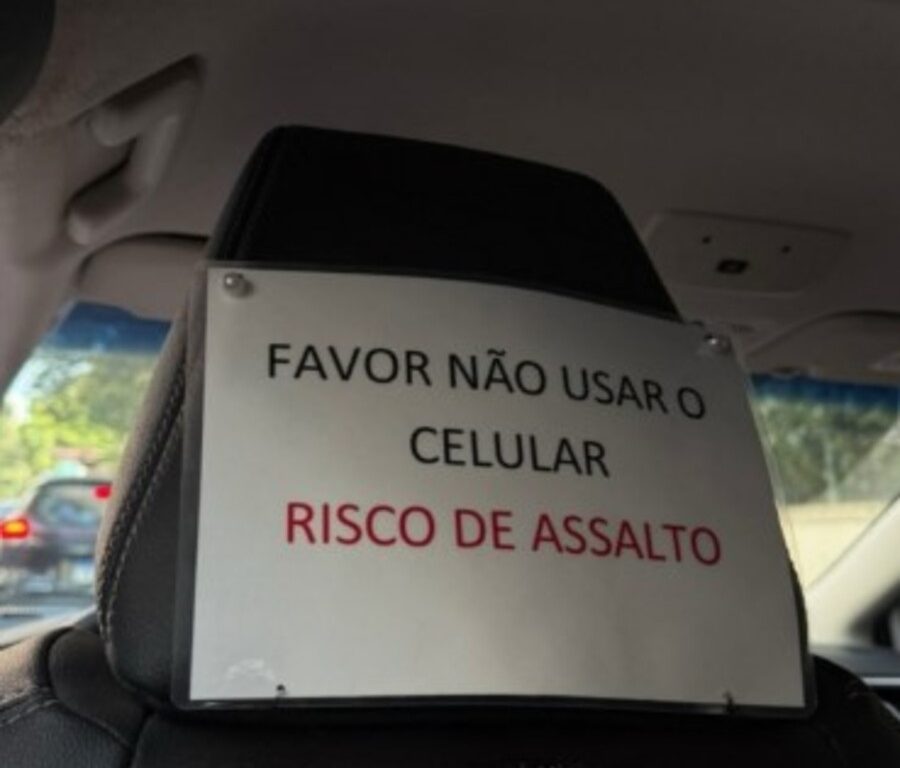 FAVOR NÃO USAR O
CELULAR
RISCO DE ASSALTO